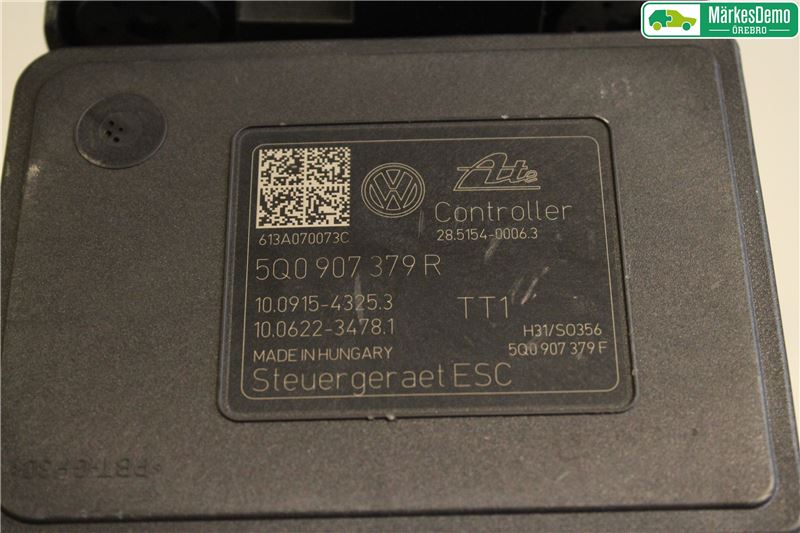 MärkesDemo
ÖREBRO
Ate
Controller
28.5154-0006.3
613A070073C
5Q0 907 379 R
10.0915-4325.3
10.0622-3478.1
TT1
H31/SO356
MADE IN HUNGARY
5Q0 907 379 F
Steuergeraet ESC